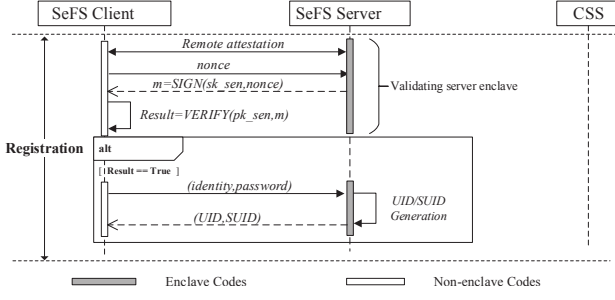 SeFS Client
SeFS Server
CSS
Remote attestation
nonce
m=SIGN(sk_sen,nonce)
Validating server enclave
Result=VERIFY(pk_sen,m)
Registration
alt
[ Result == True ]
(identity,password)
UID/SUID
Generation
(UID,SUID)
Enclave Codes
Non-enclave Codes